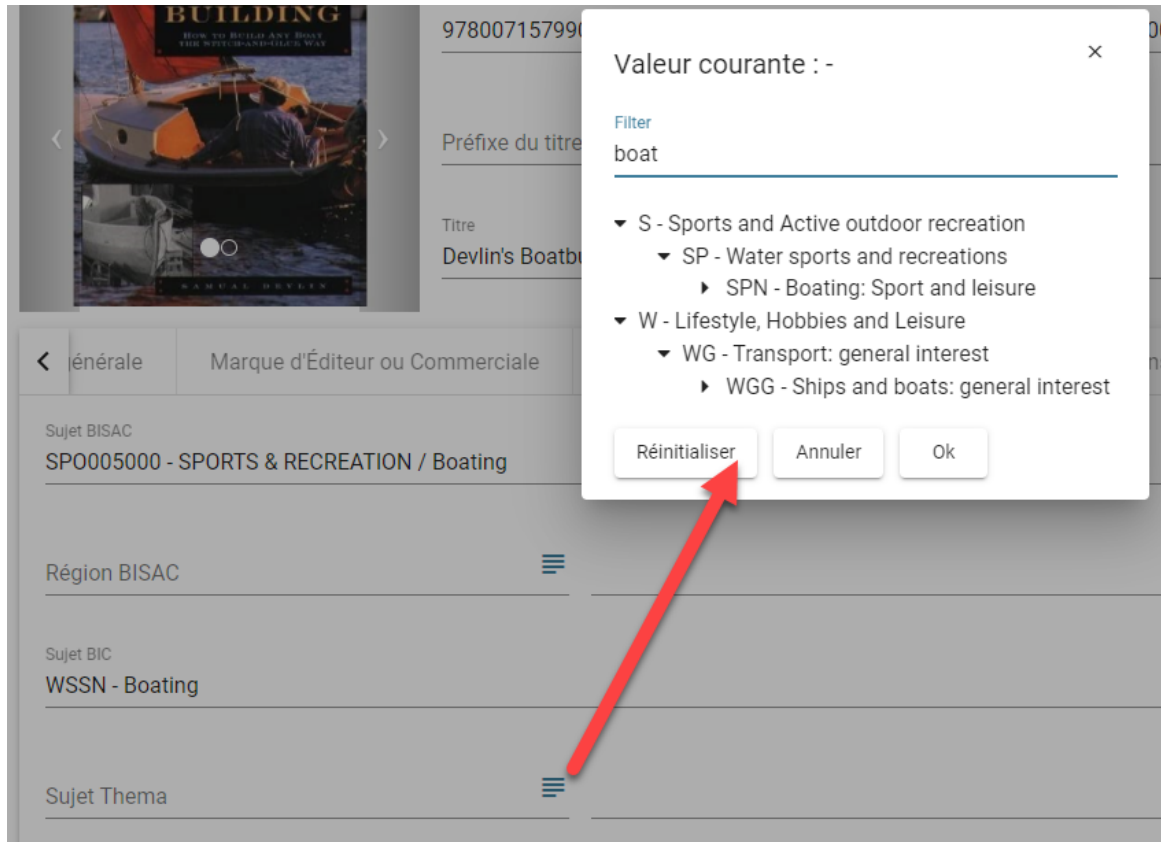 BUILDING
HOW TO BUILD ANY BOAT
THE STITCH-AND-GLUE WAY
SAMUAL DEVLIN
97800715799
Préfixe du titre
Titre
Devlin's Boatbu
Valeur courante : -
×
Filter
boat
S - Sports and Active outdoor recreation
SP - Water sports and recreations
SPN - Boating: Sport and leisure
W - Lifestyle, Hobbies and Leisure
WG - Transport: general interest
WGG - Ships and boats: general interest
Réinitialiser Annuler Ok
générale Marque d'Éditeur ou Commerciale
Sujet BISAC
SPO005000 - SPORTS & RECREATION / Boating
Région BISAC
Sujet BIC
WSSN - Boating
Sujet Thema